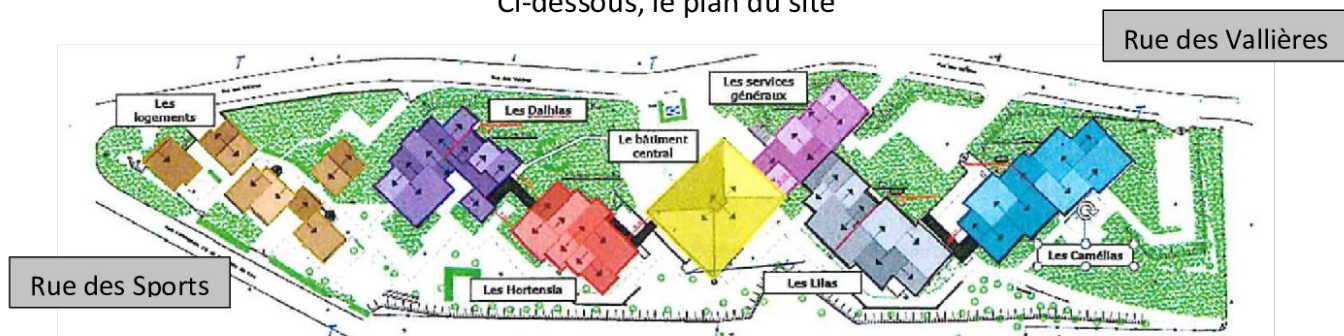 Ci-dessous, le plan du site
Rue des Vallières
Les services
généraux
Les
logements
Les Dalhias
Le bâtiment
central
Les Camélias
Rue des Sports
Les Hortensia
Les Lilas